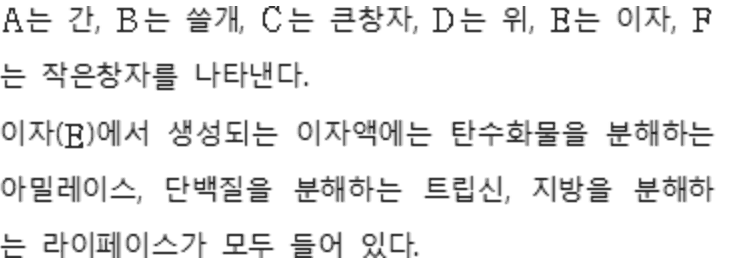 A는 간, B는 쓸개, C는 큰창자, D는 위, E는 이자, F
는 작은창자를 나타낸다.
이자(E)에서 생성되는 이자액에는 탄수화물을 분해하는
아밀레이스, 단백질을 분해하는 트립신, 지방을 분해하
는 라이페이스가 모두 들어 있다.